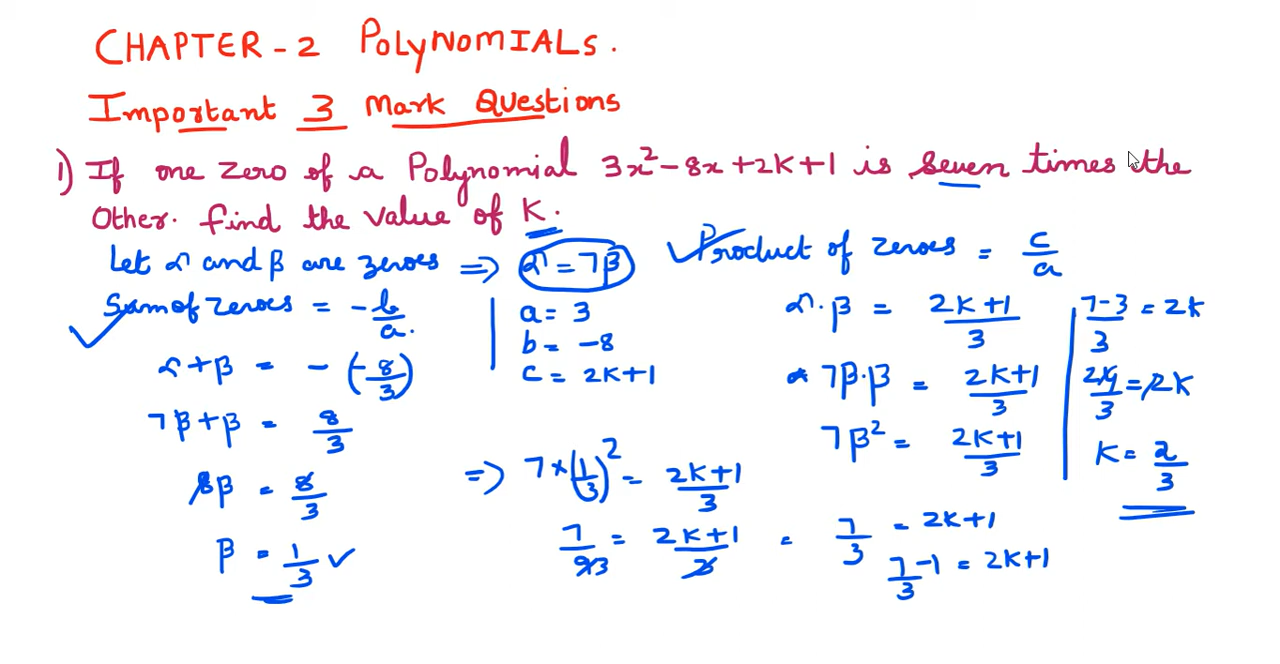 CHAPTER-2 POLYNOMIALS.
Important 3 Mark Questions
1) If one zero of a Polynomial 3x²-8x+2K+1 is seven times the
Other. find the value of K.
Let α and β are zeroes => α=7β
Sum of zeroes = -b/a.
α+β = -(-8/3)
7β+β = 8/3
8β = 8/3
β = 1/3 ✓
a = 3
b = -8
c = 2K+1
Product of zeroes = c/a
α.β = (2K+1)/3
7β.β = (2K+1)/3
7β² = (2K+1)/3
=> 7×(1/3)² = (2K+1)/3
7/9 3 = (2K+1)/3 = 7/3 = 2K+1
7/3 -1 = 2K+1
(7-3)/3 = 2K
4/3 = 2K
K = 2/3